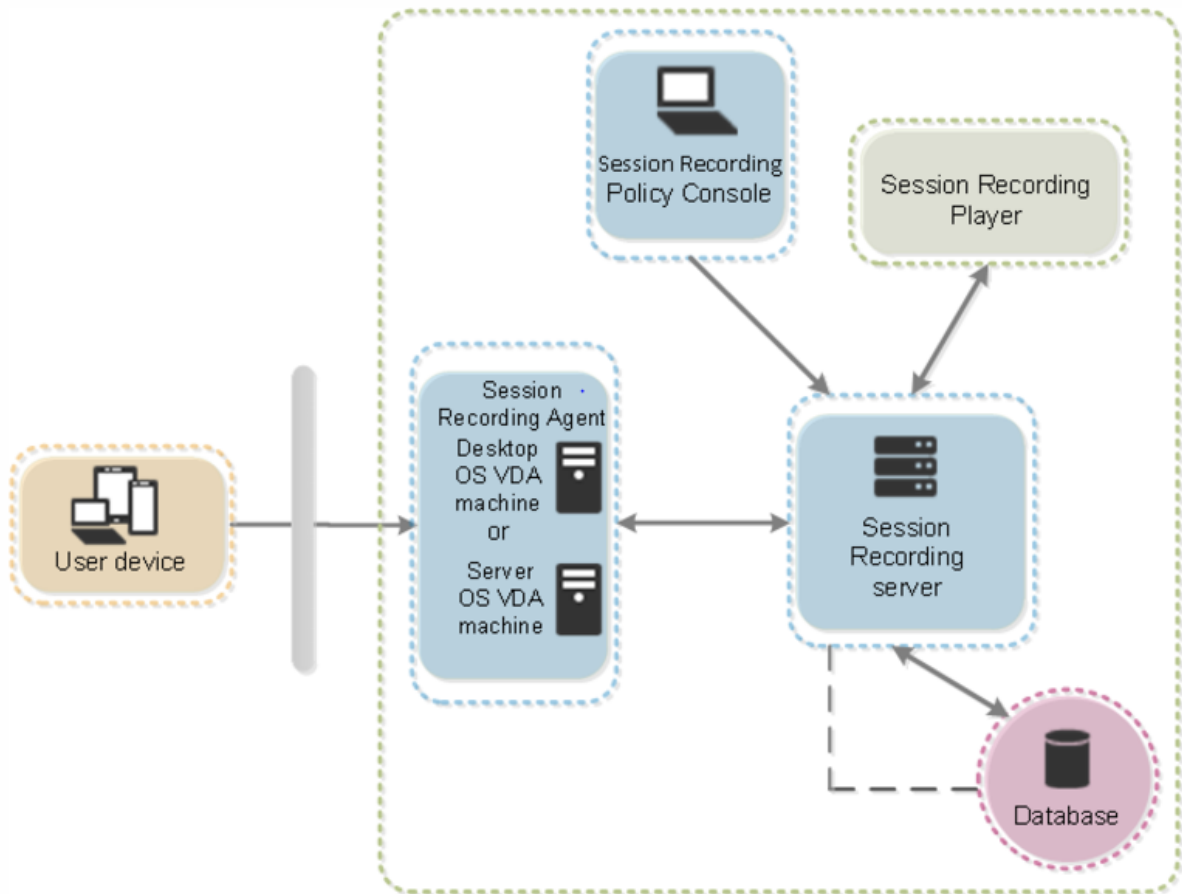 Session Recording
Policy Console
Session Recording
Player
Session
Recording Agent
Desktop
OS VDA
machine
or
Server
OS VDA
machine
User device
Session
Recording
server
Database